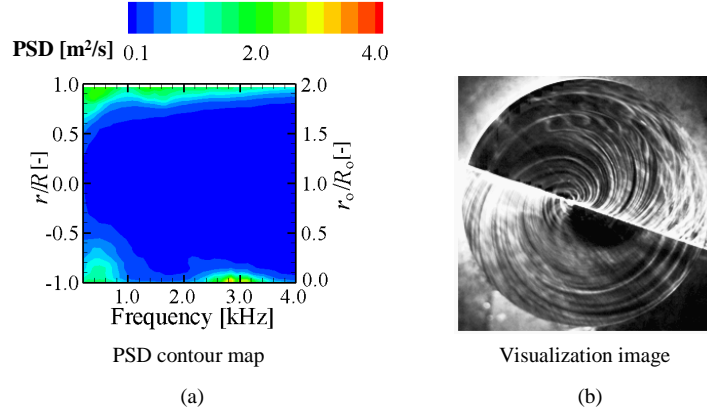 PSD [m²/s] 0.1 2.0 4.0
1.0 2.0
0.5 1.5
r/R [-] 0.0 1.0 rₒ/Rₒ[-]
-0.5 0.5
-1.0 0.0
1.0 2.0 3.0 4.0
Frequency [kHz]
PSD contour map Visualization image
(a) (b)